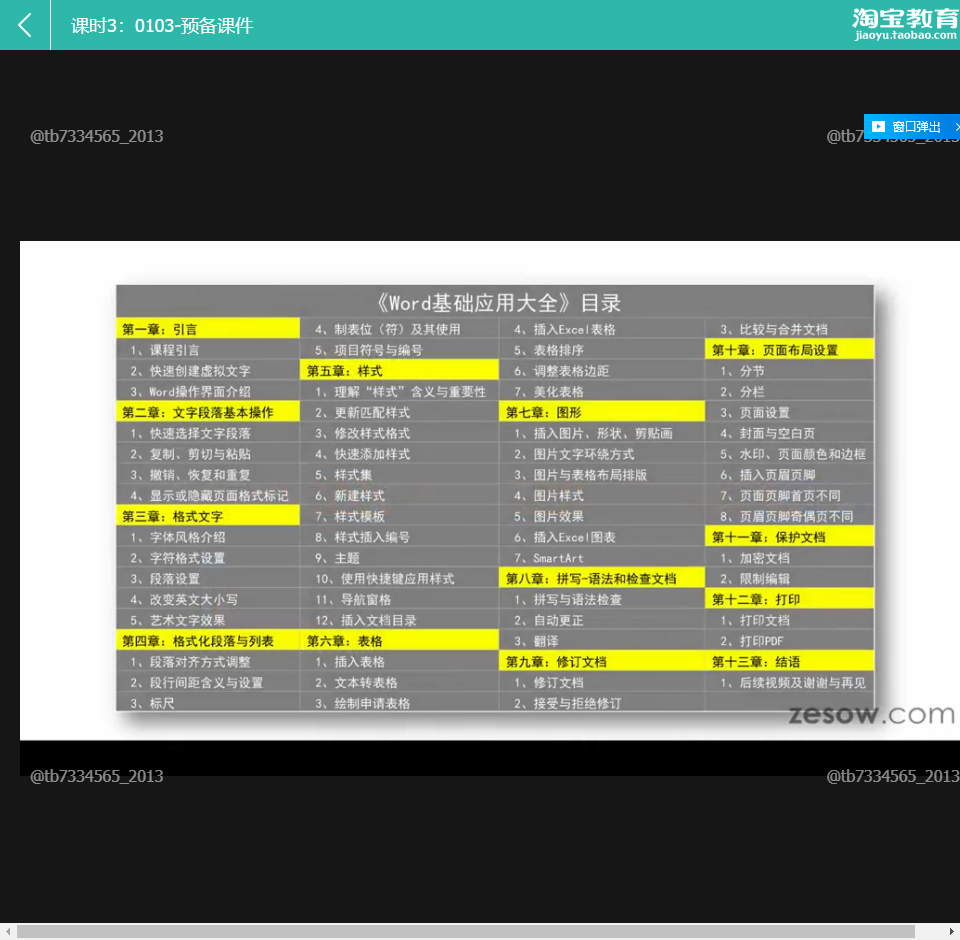 课时3：0103-预备课件
淘宝教育
jiaoyu.taobao.com
@tb7334565_2013
窗口弹出
《Word基础应用大全》目录
第一章：引言
1、课程引言
2、快速创建虚拟文字
3、Word操作界面介绍
第二章：文字段落基本操作
1、快速选择文字段落
2、复制、剪切与粘贴
3、撤销、恢复和重复
4、显示或隐藏页面格式标记
第三章：格式文字
1、字体风格介绍
2、字符格式设置
3、段落设置
4、改变英文大小写
5、艺术文字效果
第四章：格式化段落与列表
1、段落对齐方式调整
2、段行间距含义与设置
3、标尺
4、制表位（符）及其使用
5、项目符号与编号
第五章：样式
1、理解“样式”含义与重要性
2、更新匹配样式
3、修改样式格式
4、快速添加样式
5、样式集
6、新建样式
7、样式模板
8、样式插入编号
9、主题
10、使用快捷键应用样式
11、导航窗格
12、插入文档目录
第六章：表格
1、插入表格
2、文本转表格
3、绘制申请表格
4、插入Excel表格
5、表格排序
6、调整表格边距
7、美化表格
第七章：图形
1、插入图片、形状、剪贴画
2、图片文字环绕方式
3、图片与表格布局排版
4、图片样式
5、图片效果
6、插入Excel图表
7、SmartArt
第八章：拼写-语法和检查文档
1、拼写与语法检查
2、自动更正
3、翻译
第九章：修订文档
1、修订文档
2、接受与拒绝修订
3、比较与合并文档
第十章：页面布局设置
1、分节
2、分栏
3、页面设置
4、封面与空白页
5、水印、页面颜色和边框
6、插入页眉页脚
7、页面页脚首页不同
8、页眉页脚奇偶页不同
第十一章：保护文档
1、加密文档
2、限制编辑
第十二章：打印
1、打印文档
2、打印PDF
第十三章：结语
1、后续视频及谢谢与再见
zesow.com
@tb7334565_2013
@tb7334565_2013